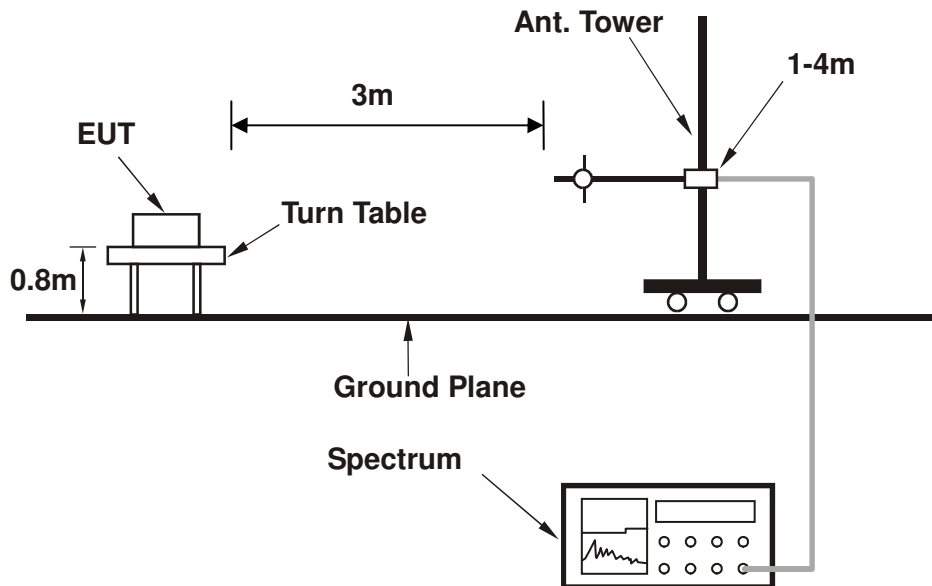 Ant. Tower
1-4m
3m
EUT
Turn Table
0.8m
Ground Plane
Spectrum